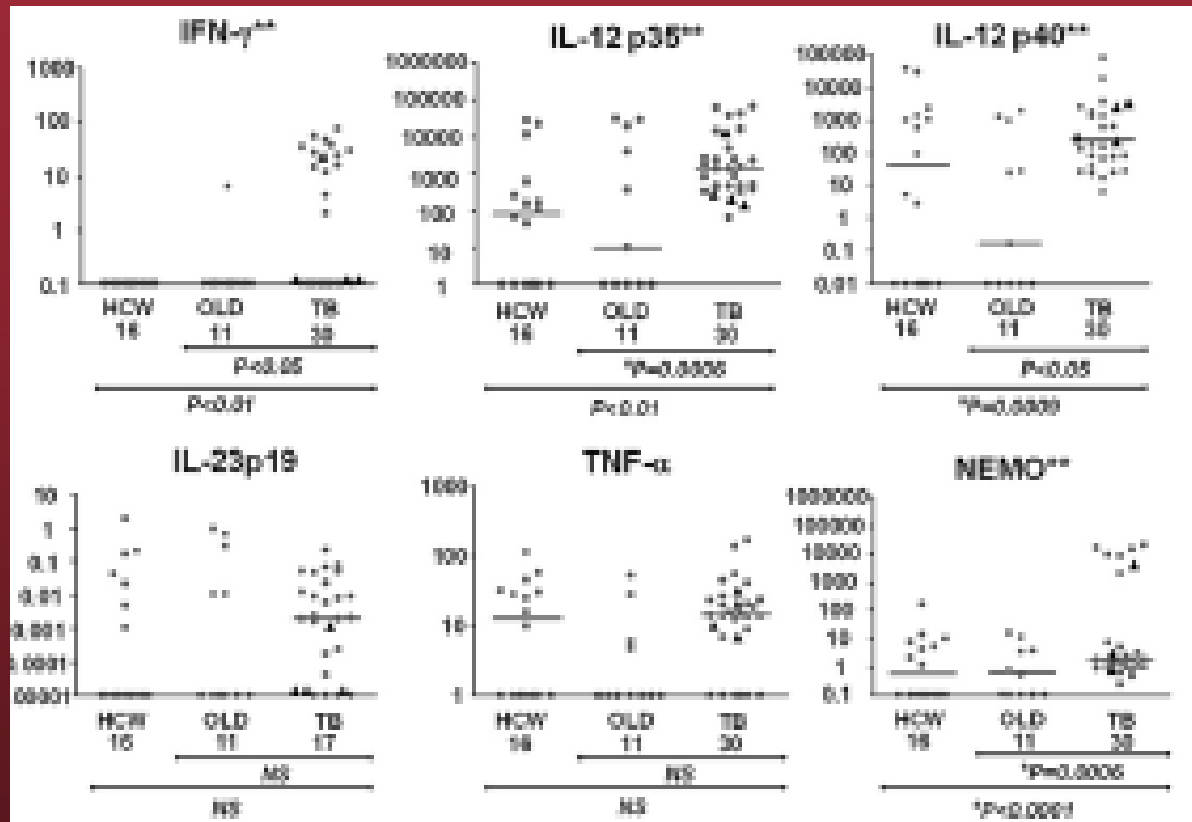 IFN-γ**
IL-12 p35**
IL-12 p40**
1000
100
10
1
0.1
HCW
OLD
TB
16
11
30
P<0.05
P<0.01
1000000
100000
10000
1000
100
10
1
HCW
OLD
TB
16
11
30
P<0.01
100000
10000
1000
100
10
1
0.1
0.01
HCW
OLD
TB
16
11
30
P<0.05
IL-23p19
TNF-α
NEMO**
10
1
0.1
0.01
0.001
0.0001
00001
HCW
OLD
TB
11
17
NS
NS
1000
100
10
1
HCW
OLD
TB
16
11
30
NS
NS
1000000
100000
10000
1000
100
10
1
0.1
HCW
OLD
TB
16
11
30
*P=0.0006
*P<0.0001